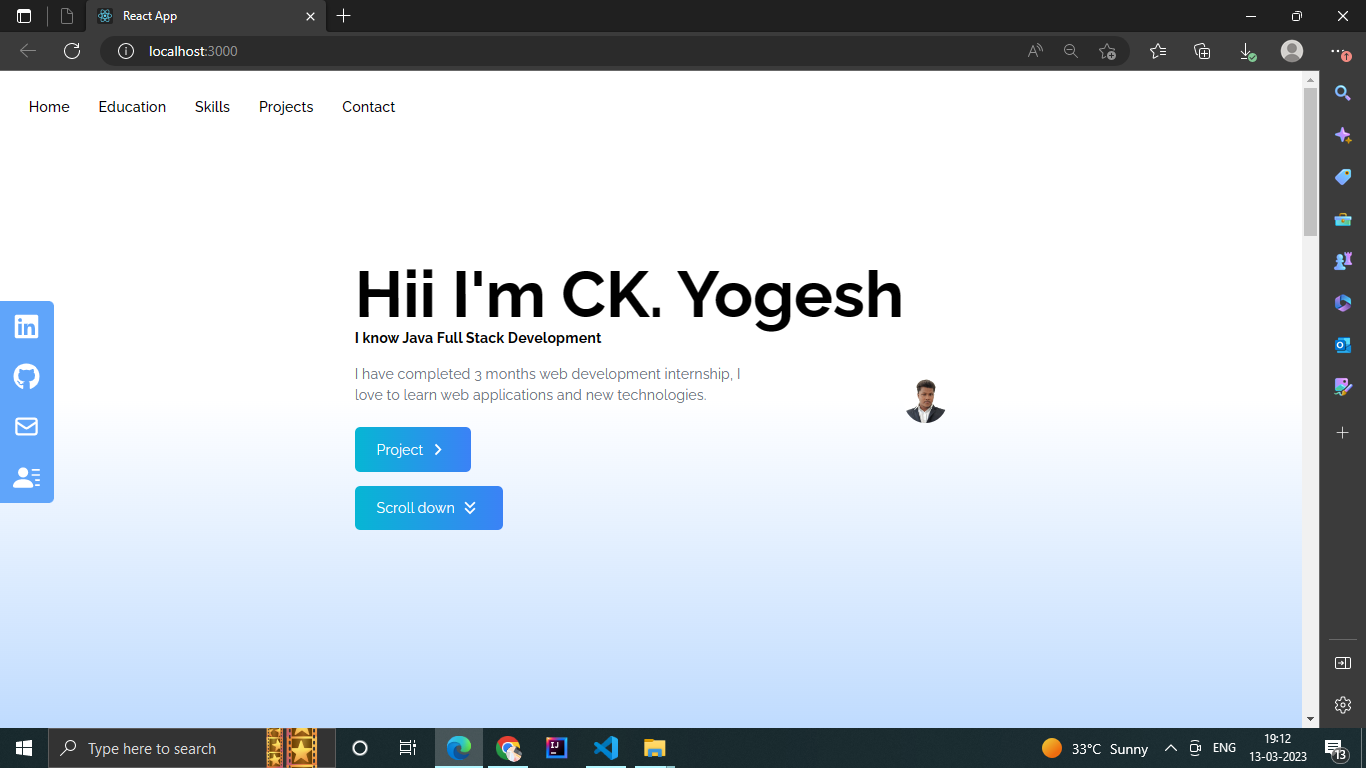 React App
localhost:3000
Home Education Skills Projects Contact
Hii I'm CK. Yogesh
I know Java Full Stack Development
I have completed 3 months web development internship, I
love to learn web applications and new technologies.
Project
Scroll down
Type here to search
33°C Sunny
ENG
19:12
13-03-2023
13